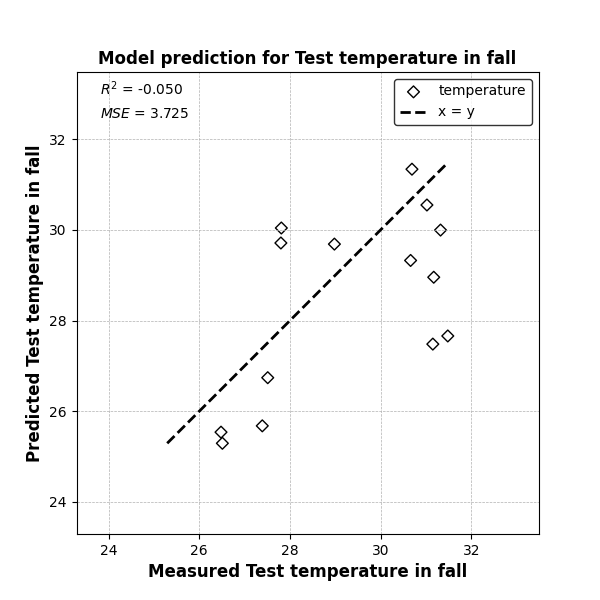 Model prediction for Test temperature in fall
R² = -0.050
MSE = 3.725
temperature
x = y
Predicted Test temperature in fall
32
30
28
26
24
24 26 28 30 32
Measured Test temperature in fall